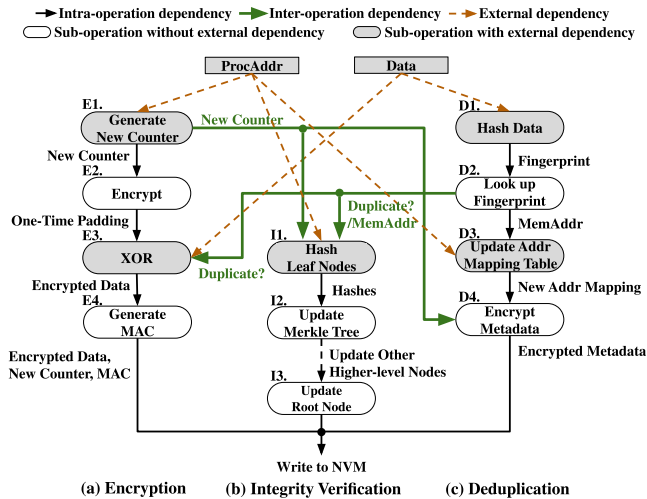 Intra-operation dependency
Inter-operation dependency
External dependency
Sub-operation without external dependency
Sub-operation with external dependency
ProcAddr
Data
E1.
Generate
New Counter
New Counter
New Counter
E2.
Encrypt
One-Time Padding
E3.
XOR
Duplicate?
Encrypted Data
E4.
Generate
MAC
Encrypted Data,
New Counter, MAC
Duplicate?
/MemAddr
I1.
Hash
Leaf Nodes
Hashes
I2.
Update
Merkle Tree
Update Other
Higher-level Nodes
I3.
Update
Root Node
D1.
Hash Data
Fingerprint
D2.
Look up
Fingerprint
MemAddr
D3.
Update Addr
Mapping Table
New Addr Mapping
D4.
Encrypt
Metadata
Encrypted Metadata
Write to NVM
(a) Encryption
(b) Integrity Verification
(c) Deduplication